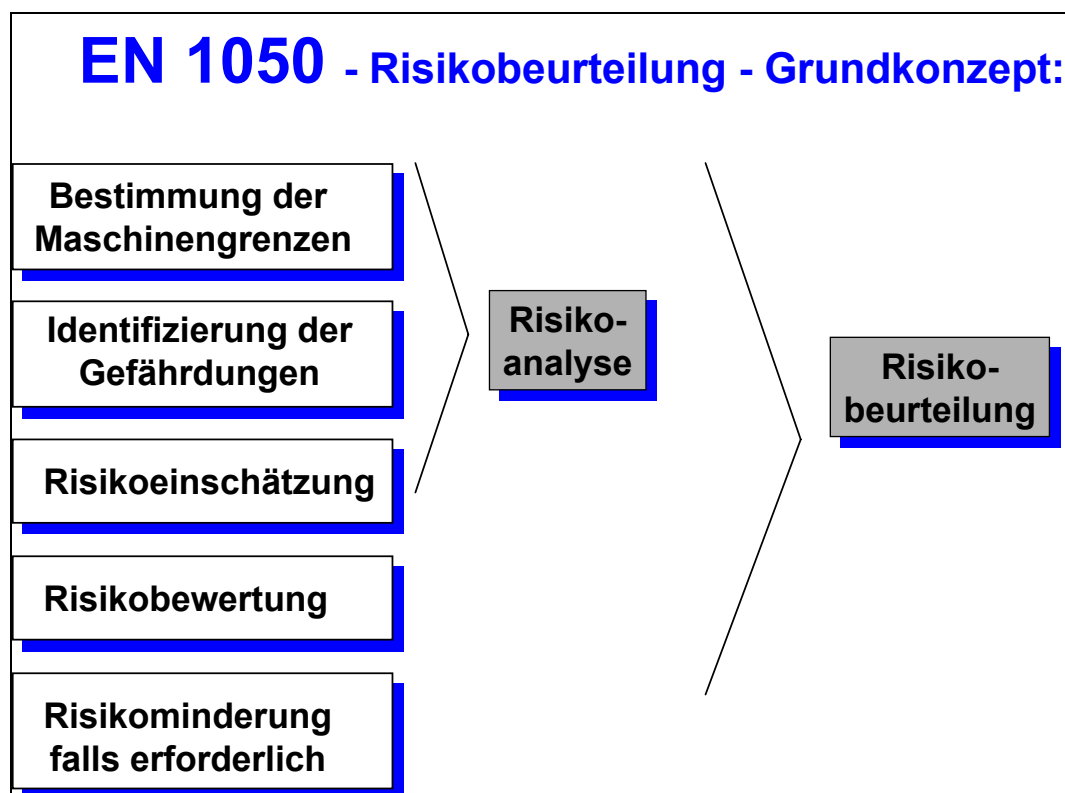 EN 1050 - Risikobeurteilung - Grundkonzept:
Bestimmung der
Maschinengrenzen
Identifizierung der
Gefährdungen
Risikoeinschätzung
Risikobewertung
Risikominderung
falls erforderlich
Risiko-
analyse
Risiko-
beurteilung